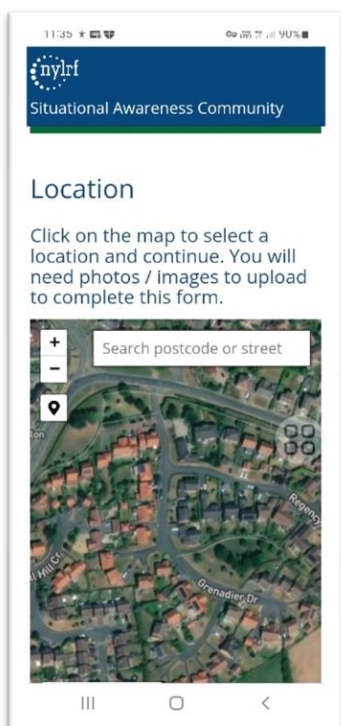 11:35
90%
nylrf
Situational Awareness Community
Location
Click on the map to select a
location and continue. You will
need photos / images to upload
to complete this form.
+
Search postcode or street
−
Regency
Grenadier Dr